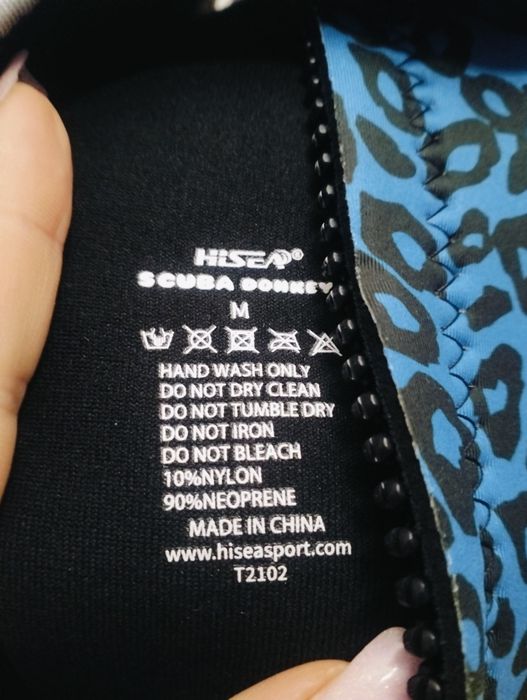 HISEA®
SCUBA DONKEY
M
HAND WASH ONLY
DO NOT DRY CLEAN
DO NOT TUMBLE DRY
DO NOT IRON
DO NOT BLEACH
10%NYLON
90%NEOPRENE
MADE IN CHINA
www.hiseasport.com
T2102